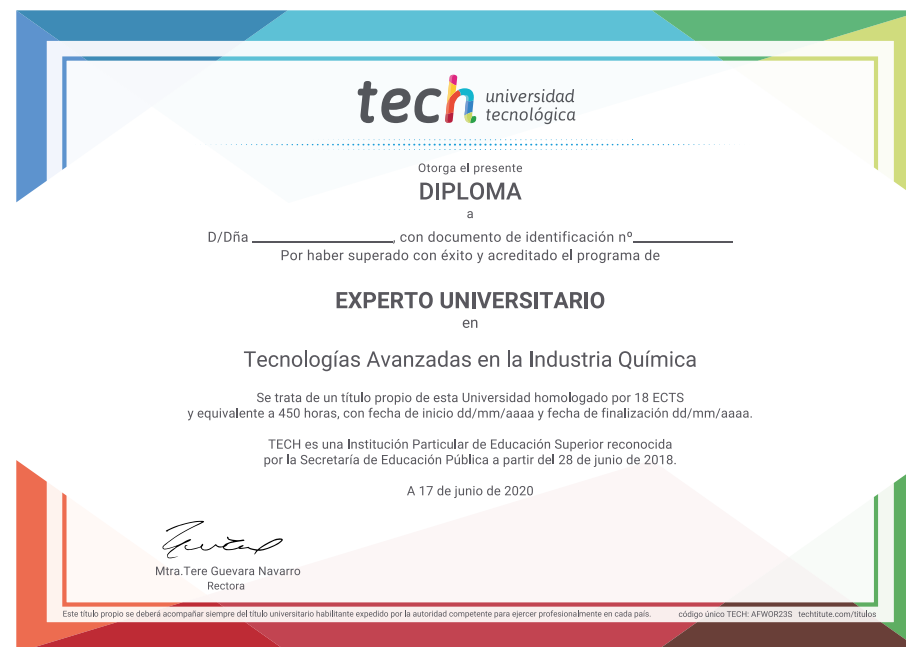 tech universidad
tecnológica
Otorga el presente
DIPLOMA
a
D/Dña ________________, con documento de identificación nº____________
Por haber superado con éxito y acreditado el programa de
EXPERTO UNIVERSITARIO
en
Tecnologías Avanzadas en la Industria Química
Se trata de un título propio de esta Universidad homologado por 18 ECTS
y equivalente a 450 horas, con fecha de inicio dd/mm/aaaa y fecha de finalización dd/mm/aaaa.
TECH es una Institución Particular de Educación Superior reconocida
por la Secretaría de Educación Pública a partir del 28 de junio de 2018.
A 17 de junio de 2020
Mtra.Tere Guevara Navarro
Rectora
Este título propio se deberá acompañar siempre del título universitario habilitante expedido por la autoridad competente para ejercer profesionalmente en cada país. código único TECH: AFWOR23S techtitute.com/titulos